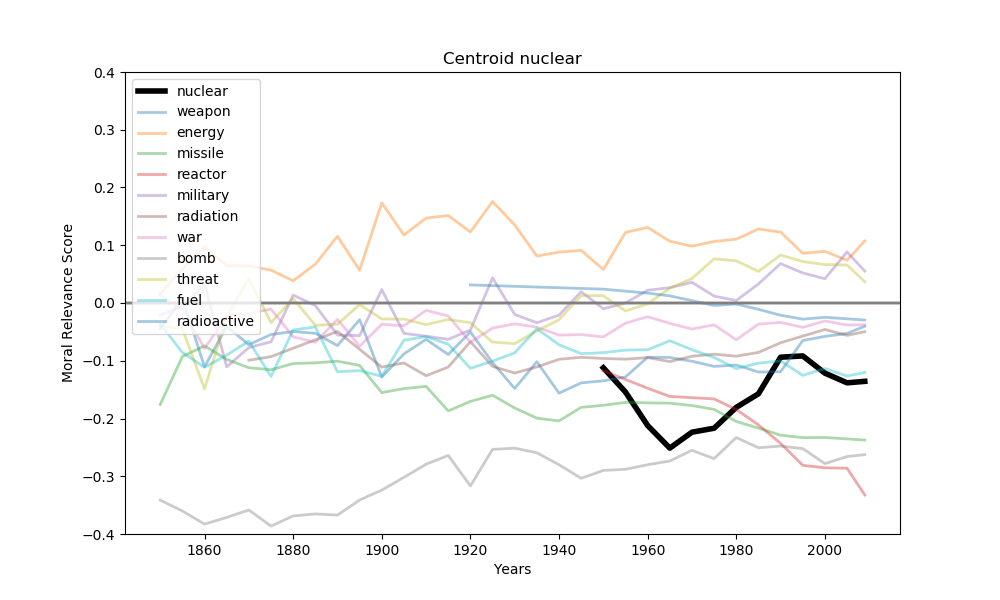 Centroid nuclear
0.4
0.3
0.2
0.1
0.0
−0.1
−0.2
−0.3
−0.4
Moral Relevance Score
nuclear
weapon
energy
missile
reactor
military
radiation
war
bomb
threat
fuel
radioactive
1860
1880
1900
1920
1940
1960
1980
2000
Years